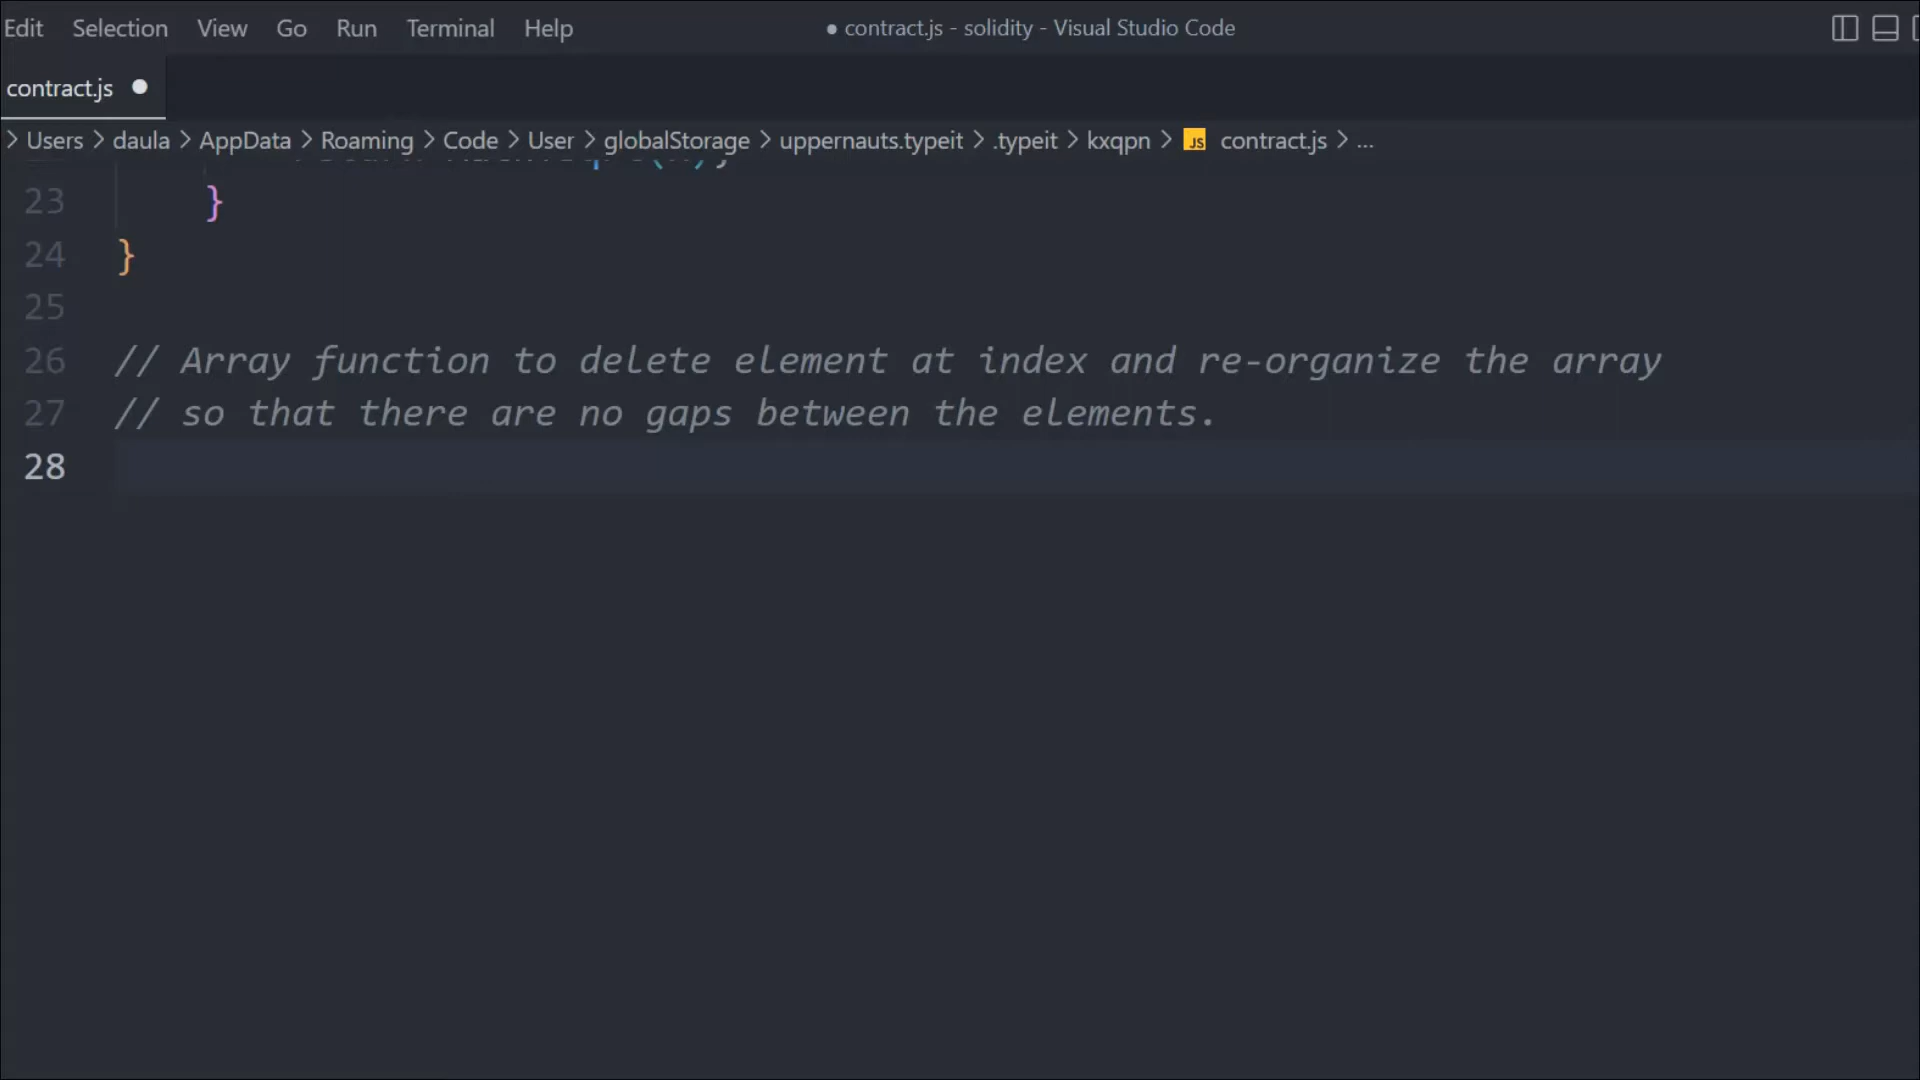 Edit Selection View Go Run Terminal Help ● contract.js - solidity - Visual Studio Code
contract.js ●
> Users > daula > AppData > Roaming > Code > User > globalStorage > uppernauts.typeit > .typeit > kxqpn > JS contract.js > ...
23 }
24 }
25
26 // Array function to delete element at index and re-organize the array
27 // so that there are no gaps between the elements.
28